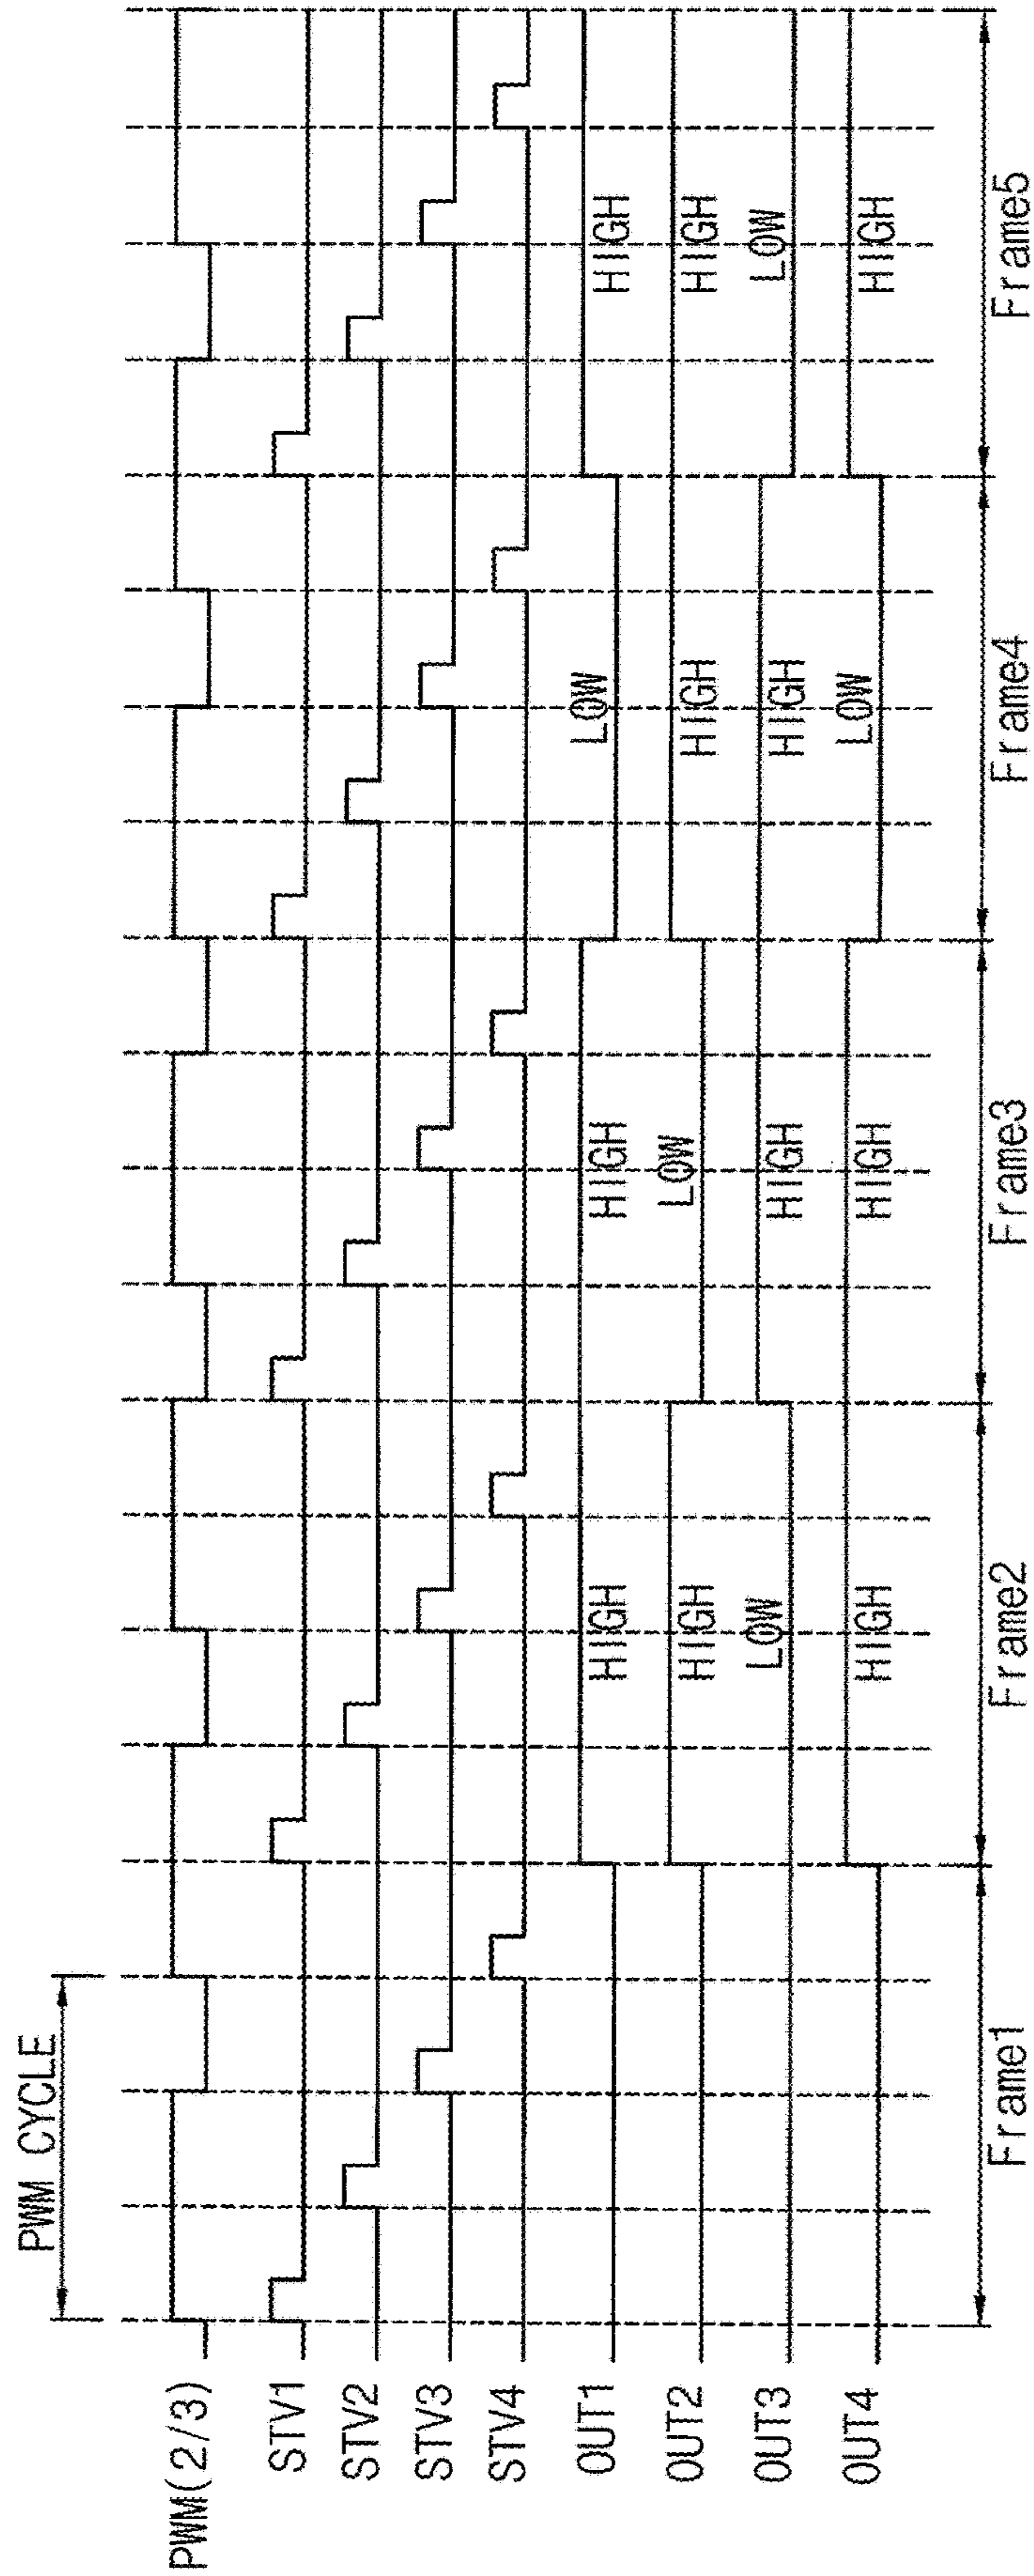 PWM CYCLE
PWM(2/3)
STV1
STV2
STV3
STV4
OUT1 HIGH HIGH LOW HIGH
OUT2 HIGH LOW HIGH HIGH
OUT3 LOW HIGH HIGH LOW
OUT4 HIGH HIGH LOW HIGH
Frame1 Frame2 Frame3 Frame4 Frame5